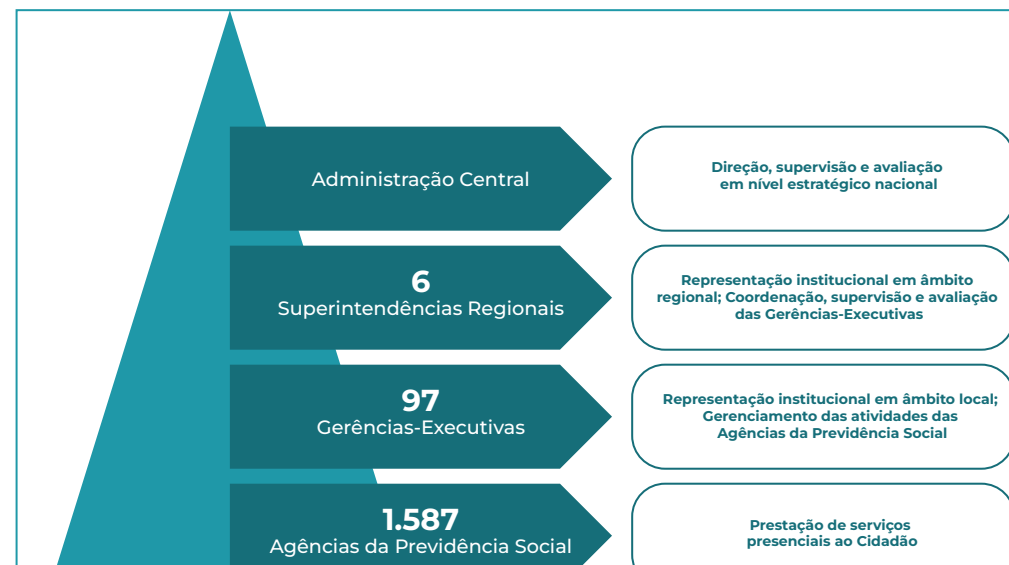 Administração Central
Direção, supervisão e avaliação
em nível estratégico nacional
6
Superintendências Regionais
Representação institucional em âmbito
regional; Coordenação, supervisão e avaliação
das Gerências-Executivas
97
Gerências-Executivas
Representação institucional em âmbito local;
Gerenciamento das atividades das
Agências da Previdência Social
1.587
Agências da Previdência Social
Prestação de serviços
presenciais ao Cidadão